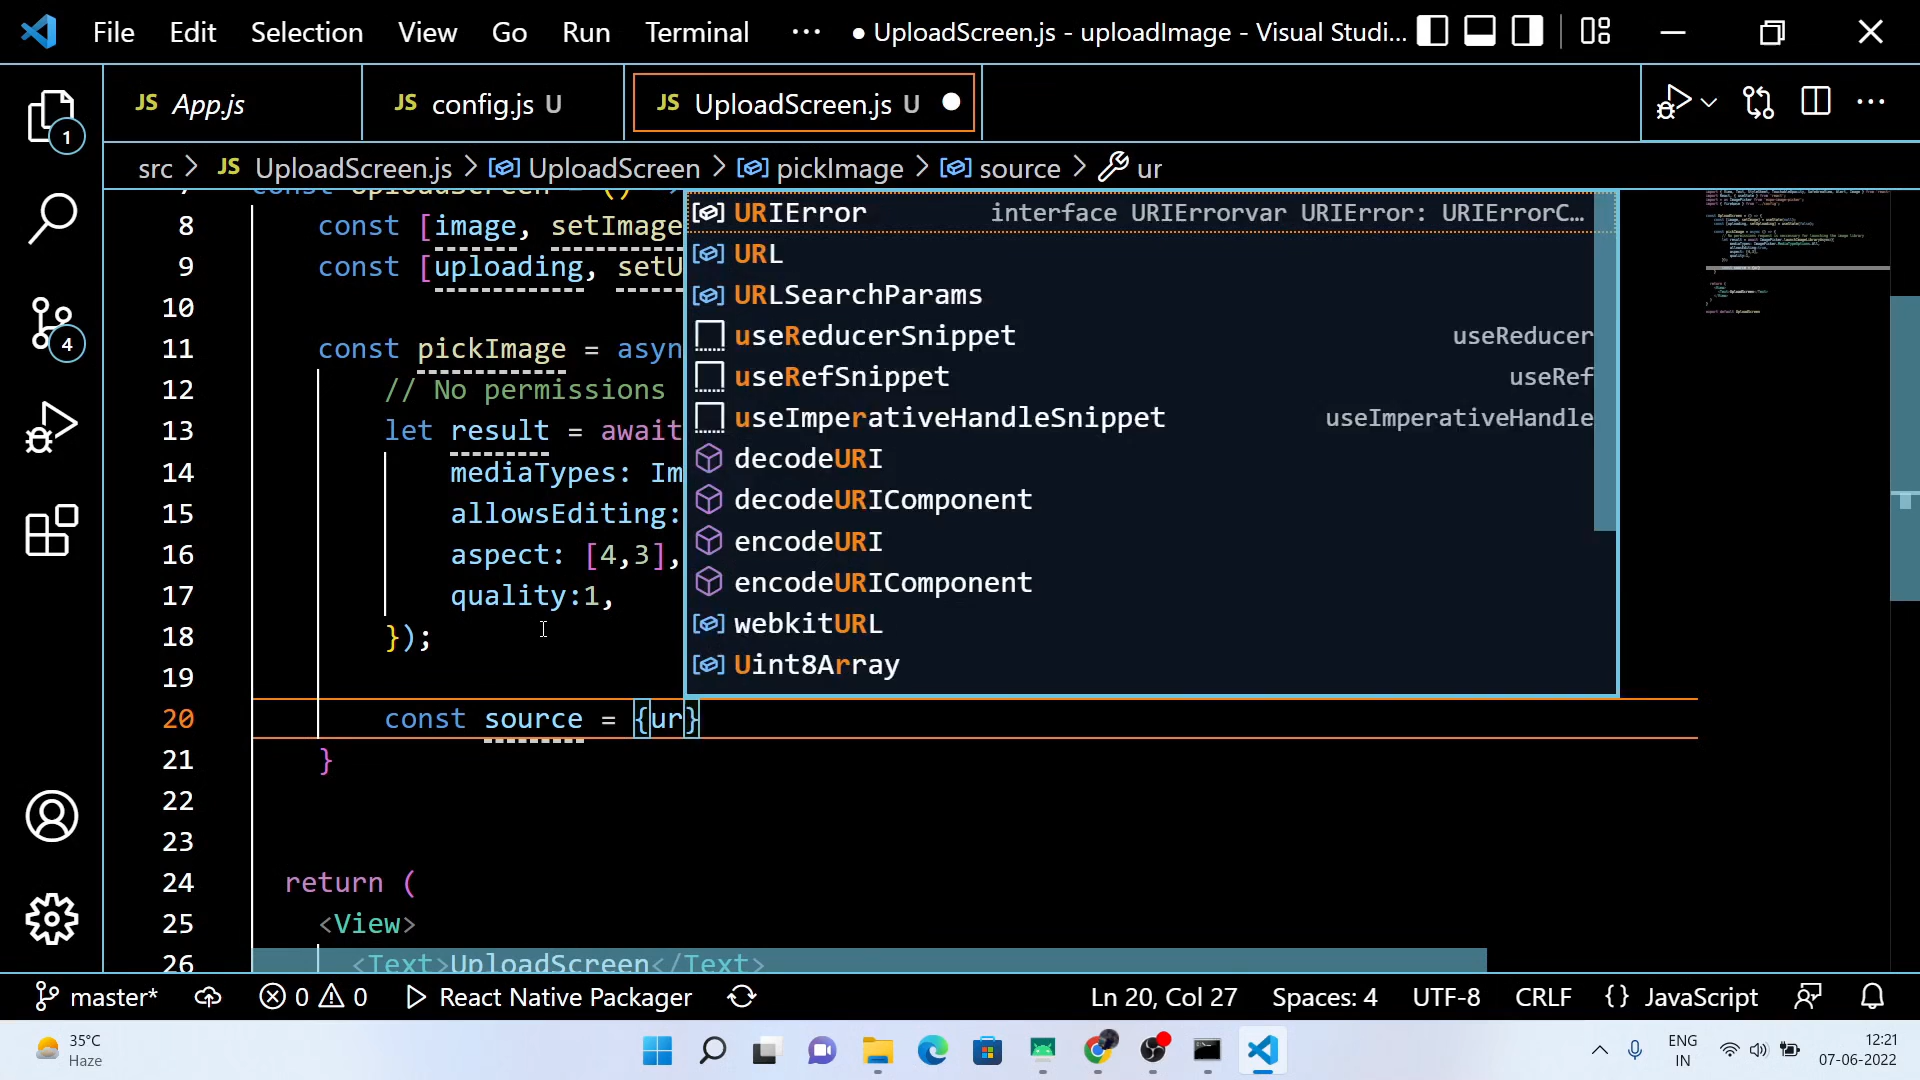 File Edit Selection View Go Run Terminal ··· ● UploadScreen.js - uploadImage - Visual Studi...
JS App.js JS config.js U JS UploadScreen.js U ●
1
src > JS UploadScreen.js > UploadScreen > pickImage > source > ur
8 const [image, setImage
9 const [uploading, setU
10
11 const pickImage = asyn
12 // No permissions
13 let result = await
14 mediaTypes: Im
15 allowsEditing:
16 aspect: [4,3],
17 quality:1,
18 });
19
20 const source = {ur}
21 }
22
23
24 return (
25 <View>
26 <Text>UploadScreen</Text>
URIError interface URIErrorvar URIError: URIErrorC...
URL
URLSearchParams
useReducerSnippet useReducer
useRefSnippet useRef
useImperativeHandleSnippet useImperativeHandle
decodeURI
decodeURIComponent
encodeURI
encodeURIComponent
webkitURL
Uint8Array
4
master* 0 0 React Native Packager Ln 20, Col 27 Spaces: 4 UTF-8 CRLF {} JavaScript
35°C
Haze
ENG
IN
12:21
07-06-2022